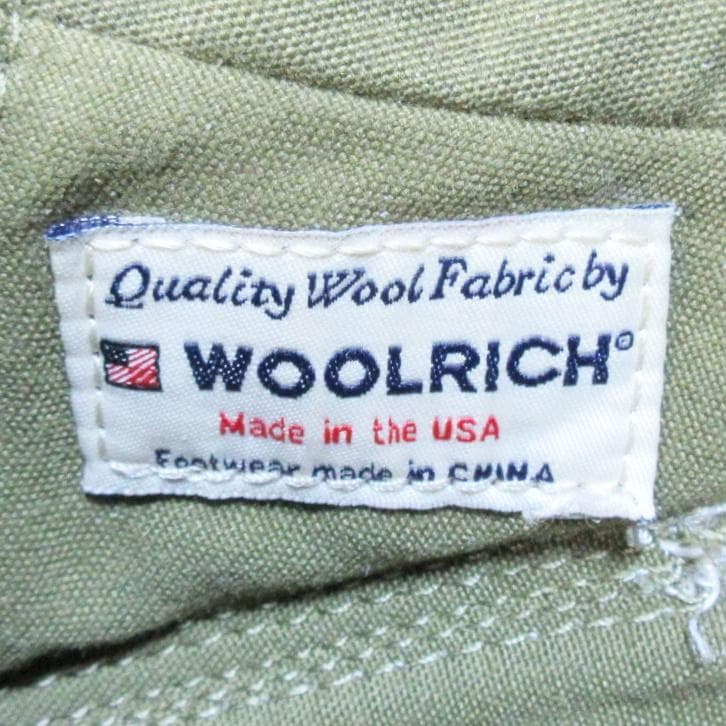 Quality Wool Fabric by
WOOLRICH®
Made in the USA
Footwear made in CHINA